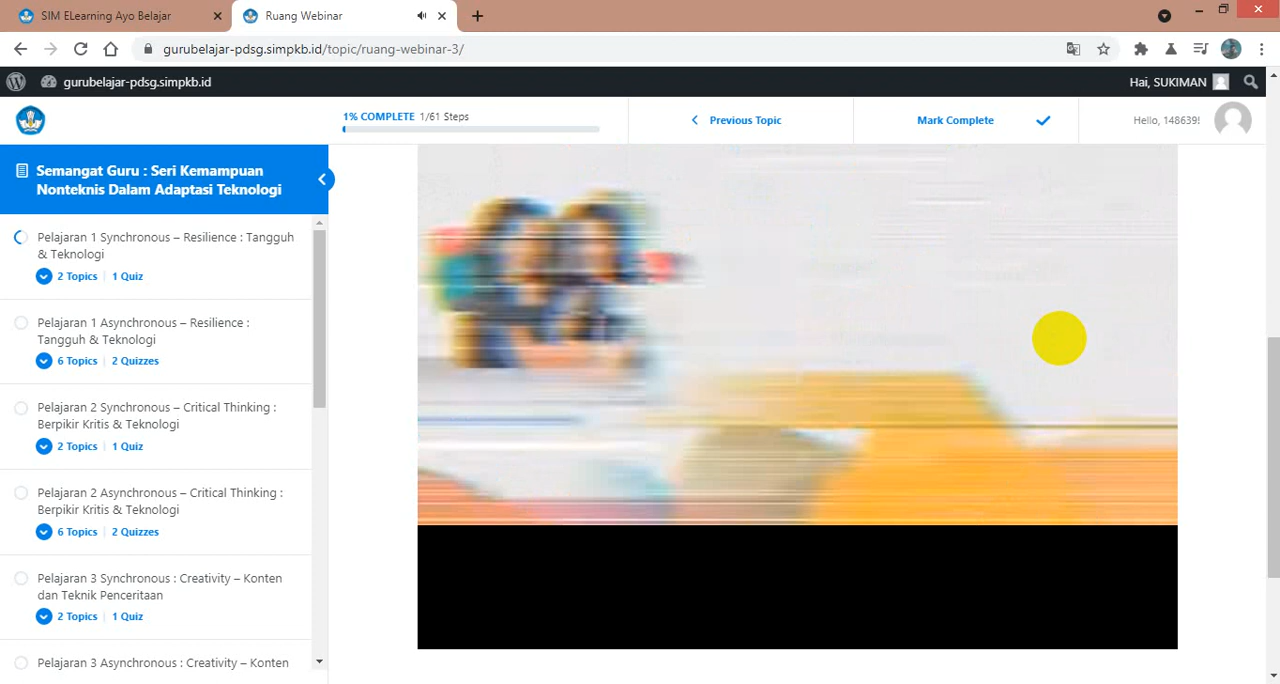 SIM ELearning Ayo Belajar
Ruang Webinar
gurubelajar-pdsg.simpkb.id/topic/ruang-webinar-3/
gurubelajar-pdsg.simpkb.id
Hai, SUKIMAN
1% COMPLETE 1/61 Steps
Previous Topic
Mark Complete
Hello, 148639!
Semangat Guru : Seri Kemampuan
Nonteknis Dalam Adaptasi Teknologi
Pelajaran 1 Synchronous – Resilience : Tangguh
& Teknologi
2 Topics | 1 Quiz
Pelajaran 1 Asynchronous – Resilience :
Tangguh & Teknologi
6 Topics | 2 Quizzes
Pelajaran 2 Synchronous – Critical Thinking :
Berpikir Kritis & Teknologi
2 Topics | 1 Quiz
Pelajaran 2 Asynchronous – Critical Thinking :
Berpikir Kritis & Teknologi
6 Topics | 2 Quizzes
Pelajaran 3 Synchronous : Creativity – Konten
dan Teknik Penceritaan
2 Topics | 1 Quiz
Pelajaran 3 Asynchronous : Creativity – Konten